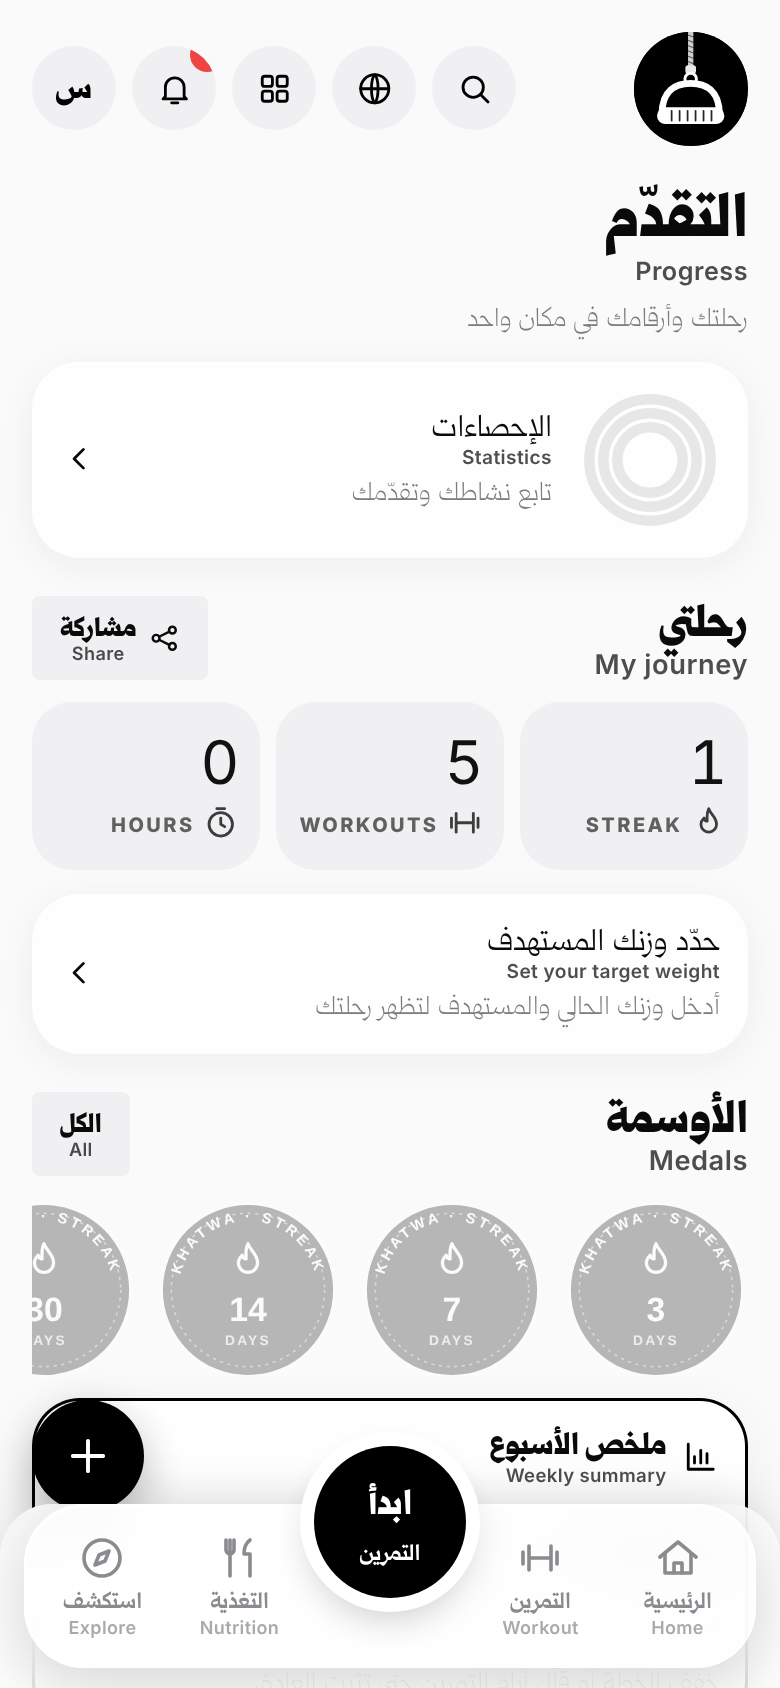 س
التقدّم
Progress
رحلتك وأرقامك في مكان واحد
الإحصاءات
Statistics
تابع نشاطك وتقدّمك
رحلتي
My journey
مشاركة
Share
1
STREAK
5
WORKOUTS
0
HOURS
حدّد وزنك المستهدف
Set your target weight
أدخل وزنك الحالي والمستهدف لتظهر رحلتك
الأوسمة
Medals
الكل
All
KHATWA · STREAK
3
DAYS
KHATWA · STREAK
7
DAYS
KHATWA · STREAK
14
DAYS
· STREAK
30
AYS
ملخص الأسبوع
Weekly summary
ابدأ
التمرين
الرئيسية
Home
التمرين
Workout
التغذية
Nutrition
استكشف
Explore